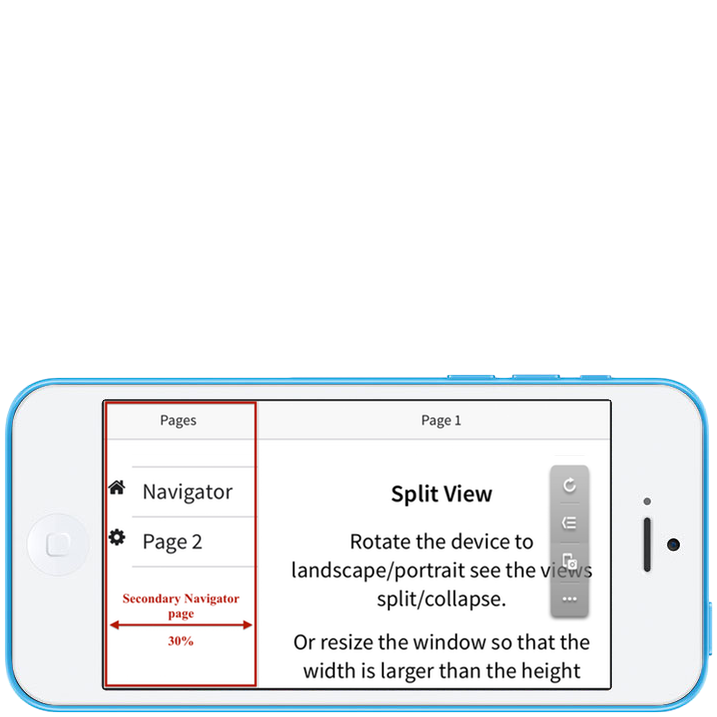 Pages
Page 1
Navigator
Page 2
Secondary Navigator
page
30%
Split View
Rotate the device to
landscape/portrait see the views
split/collapse.
Or resize the window so that the
width is larger than the height